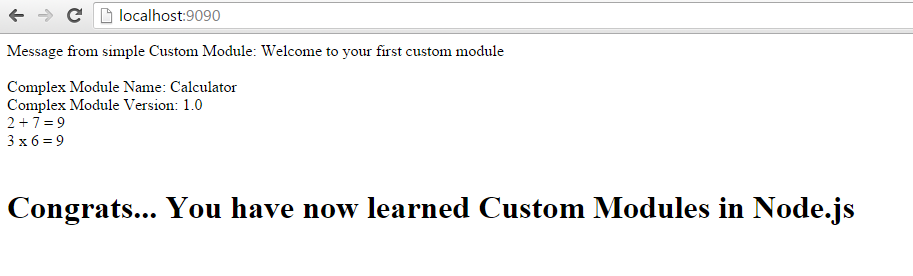 localhost:9090
Message from simple Custom Module: Welcome to your first custom module
Complex Module Name: Calculator
Complex Module Version: 1.0
2 + 7 = 9
3 x 6 = 9
Congrats... You have now learned Custom Modules in Node.js